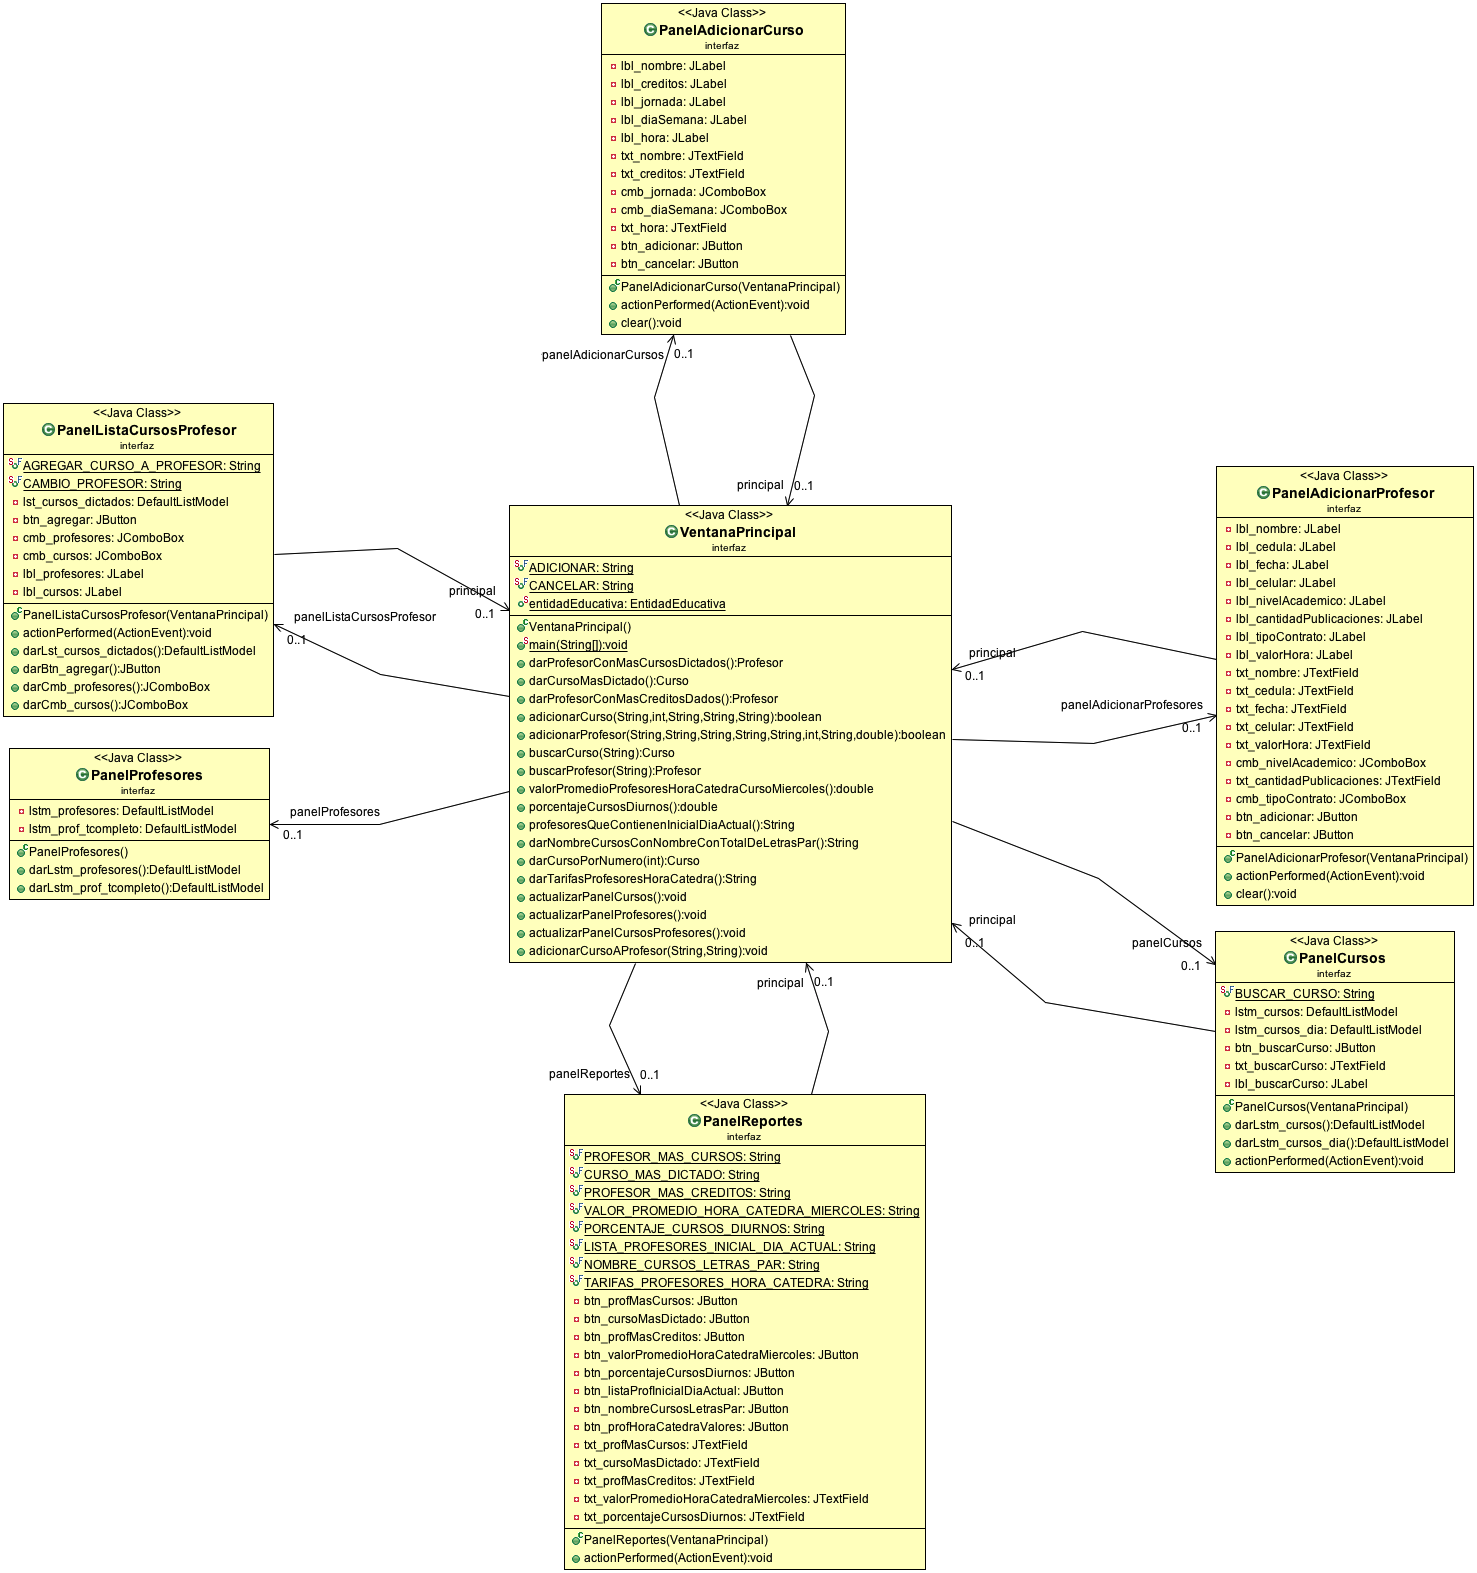 <<Java Class>>
PanelAdicionarCurso
interfaz
lbl_nombre: JLabel
lbl_creditos: JLabel
lbl_jornada: JLabel
lbl_diaSemana: JLabel
lbl_hora: JLabel
txt_nombre: JTextField
txt_creditos: JTextField
cmb_jornada: JComboBox
cmb_diaSemana: JComboBox
txt_hora: JTextField
btn_adicionar: JButton
btn_cancelar: JButton
PanelAdicionarCurso(VentanaPrincipal)
actionPerformed(ActionEvent):void
clear():void
panelAdicionarCursos
0..1
principal
0..1
<<Java Class>>
PanelListaCursosProfesor
interfaz
AGREGAR_CURSO_A_PROFESOR: String
CAMBIO_PROFESOR: String
lst_cursos_dictados: DefaultListModel
btn_agregar: JButton
cmb_profesores: JComboBox
cmb_cursos: JComboBox
lbl_profesores: JLabel
lbl_cursos: JLabel
PanelListaCursosProfesor(VentanaPrincipal)
actionPerformed(ActionEvent):void
darLst_cursos_dictados():DefaultListModel
darBtn_agregar():JButton
darCmb_profesores():JComboBox
darCmb_cursos():JComboBox
principal
0..1
panelListaCursosProfesor
0..1
<<Java Class>>
PanelProfesores
interfaz
lstm_profesores: DefaultListModel
lstm_prof_tcompleto: DefaultListModel
PanelProfesores()
darLstm_profesores():DefaultListModel
darLstm_prof_tcompleto():DefaultListModel
panelProfesores
0..1
<<Java Class>>
VentanaPrincipal
interfaz
ADICIONAR: String
CANCELAR: String
entidadEducativa: EntidadEducativa
VentanaPrincipal()
main(String[]):void
darProfesorConMasCursosDictados():Profesor
darCursoMasDictado():Curso
darProfesorConMasCreditosDados():Profesor
adicionarCurso(String,int,String,String,String):boolean
adicionarProfesor(String,String,String,String,String,int,String,double):boolean
buscarCurso(String):Curso
buscarProfesor(String):Profesor
valorPromedioProfesoresHoraCatedraCursoMiercoles():double
porcentajeCursosDiurnos():double
profesoresQueContienenInicialDiaActual():String
darNombreCursosConNombreConTotalDeLetrasPar():String
darCursoPorNumero(int):Curso
darTarifasProfesoresHoraCatedra():String
actualizarPanelCursos():void
actualizarPanelProfesores():void
actualizarPanelCursosProfesores():void
adicionarCursoAProfesor(String,String):void
principal
0..1
panelAdicionarProfesores
0..1
<<Java Class>>
PanelAdicionarProfesor
interfaz
lbl_nombre: JLabel
lbl_cedula: JLabel
lbl_fecha: JLabel
lbl_celular: JLabel
lbl_nivelAcademico: JLabel
lbl_cantidadPublicaciones: JLabel
lbl_tipoContrato: JLabel
lbl_valorHora: JLabel
txt_nombre: JTextField
txt_cedula: JTextField
txt_fecha: JTextField
txt_celular: JTextField
txt_valorHora: JTextField
cmb_nivelAcademico: JComboBox
txt_cantidadPublicaciones: JTextField
cmb_tipoContrato: JComboBox
btn_adicionar: JButton
btn_cancelar: JButton
PanelAdicionarProfesor(VentanaPrincipal)
actionPerformed(ActionEvent):void
clear():void
principal
0..1
panelCursos
0..1
<<Java Class>>
PanelCursos
interfaz
BUSCAR_CURSO: String
lstm_cursos: DefaultListModel
lstm_cursos_dia: DefaultListModel
btn_buscarCurso: JButton
txt_buscarCurso: JTextField
lbl_buscarCurso: JLabel
PanelCursos(VentanaPrincipal)
darLstm_cursos():DefaultListModel
darLstm_cursos_dia():DefaultListModel
actionPerformed(ActionEvent):void
principal
0..1
panelReportes
0..1
<<Java Class>>
PanelReportes
interfaz
PROFESOR_MAS_CURSOS: String
CURSO_MAS_DICTADO: String
PROFESOR_MAS_CREDITOS: String
VALOR_PROMEDIO_HORA_CATEDRA_MIERCOLES: String
PORCENTAJE_CURSOS_DIURNOS: String
LISTA_PROFESORES_INICIAL_DIA_ACTUAL: String
NOMBRE_CURSOS_LETRAS_PAR: String
TARIFAS_PROFESORES_HORA_CATEDRA: String
btn_profMasCursos: JButton
btn_cursoMasDictado: JButton
btn_profMasCreditos: JButton
btn_valorPromedioHoraCatedraMiercoles: JButton
btn_porcentajeCursosDiurnos: JButton
btn_listaProfInicialDiaActual: JButton
btn_nombreCursosLetrasPar: JButton
btn_profHoraCatedraValores: JButton
txt_profMasCursos: JTextField
txt_cursoMasDictado: JTextField
txt_profMasCreditos: JTextField
txt_valorPromedioHoraCatedraMiercoles: JTextField
txt_porcentajeCursosDiurnos: JTextField
PanelReportes(VentanaPrincipal)
actionPerformed(ActionEvent):void